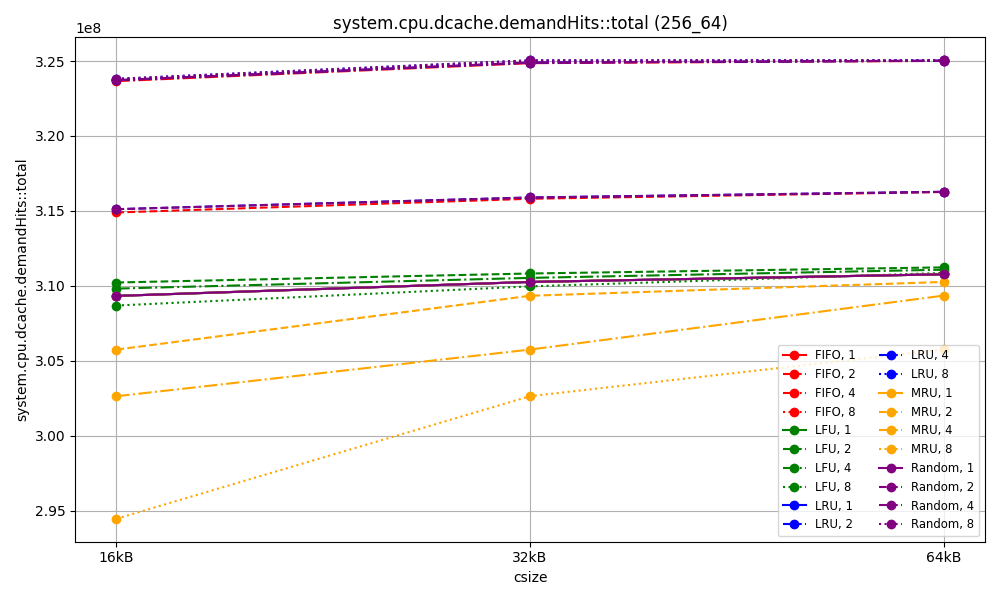 system.cpu.dcache.demandHits::total (256_64)
1e8
system.cpu.dcache.demandHits::total
3.25
3.20
3.15
3.10
3.05
3.00
2.95
16kB
32kB
64kB
csize
FIFO, 1
FIFO, 2
FIFO, 4
FIFO, 8
LFU, 1
LFU, 2
LFU, 4
LFU, 8
LRU, 1
LRU, 2
LRU, 4
LRU, 8
MRU, 1
MRU, 2
MRU, 4
MRU, 8
Random, 1
Random, 2
Random, 4
Random, 8